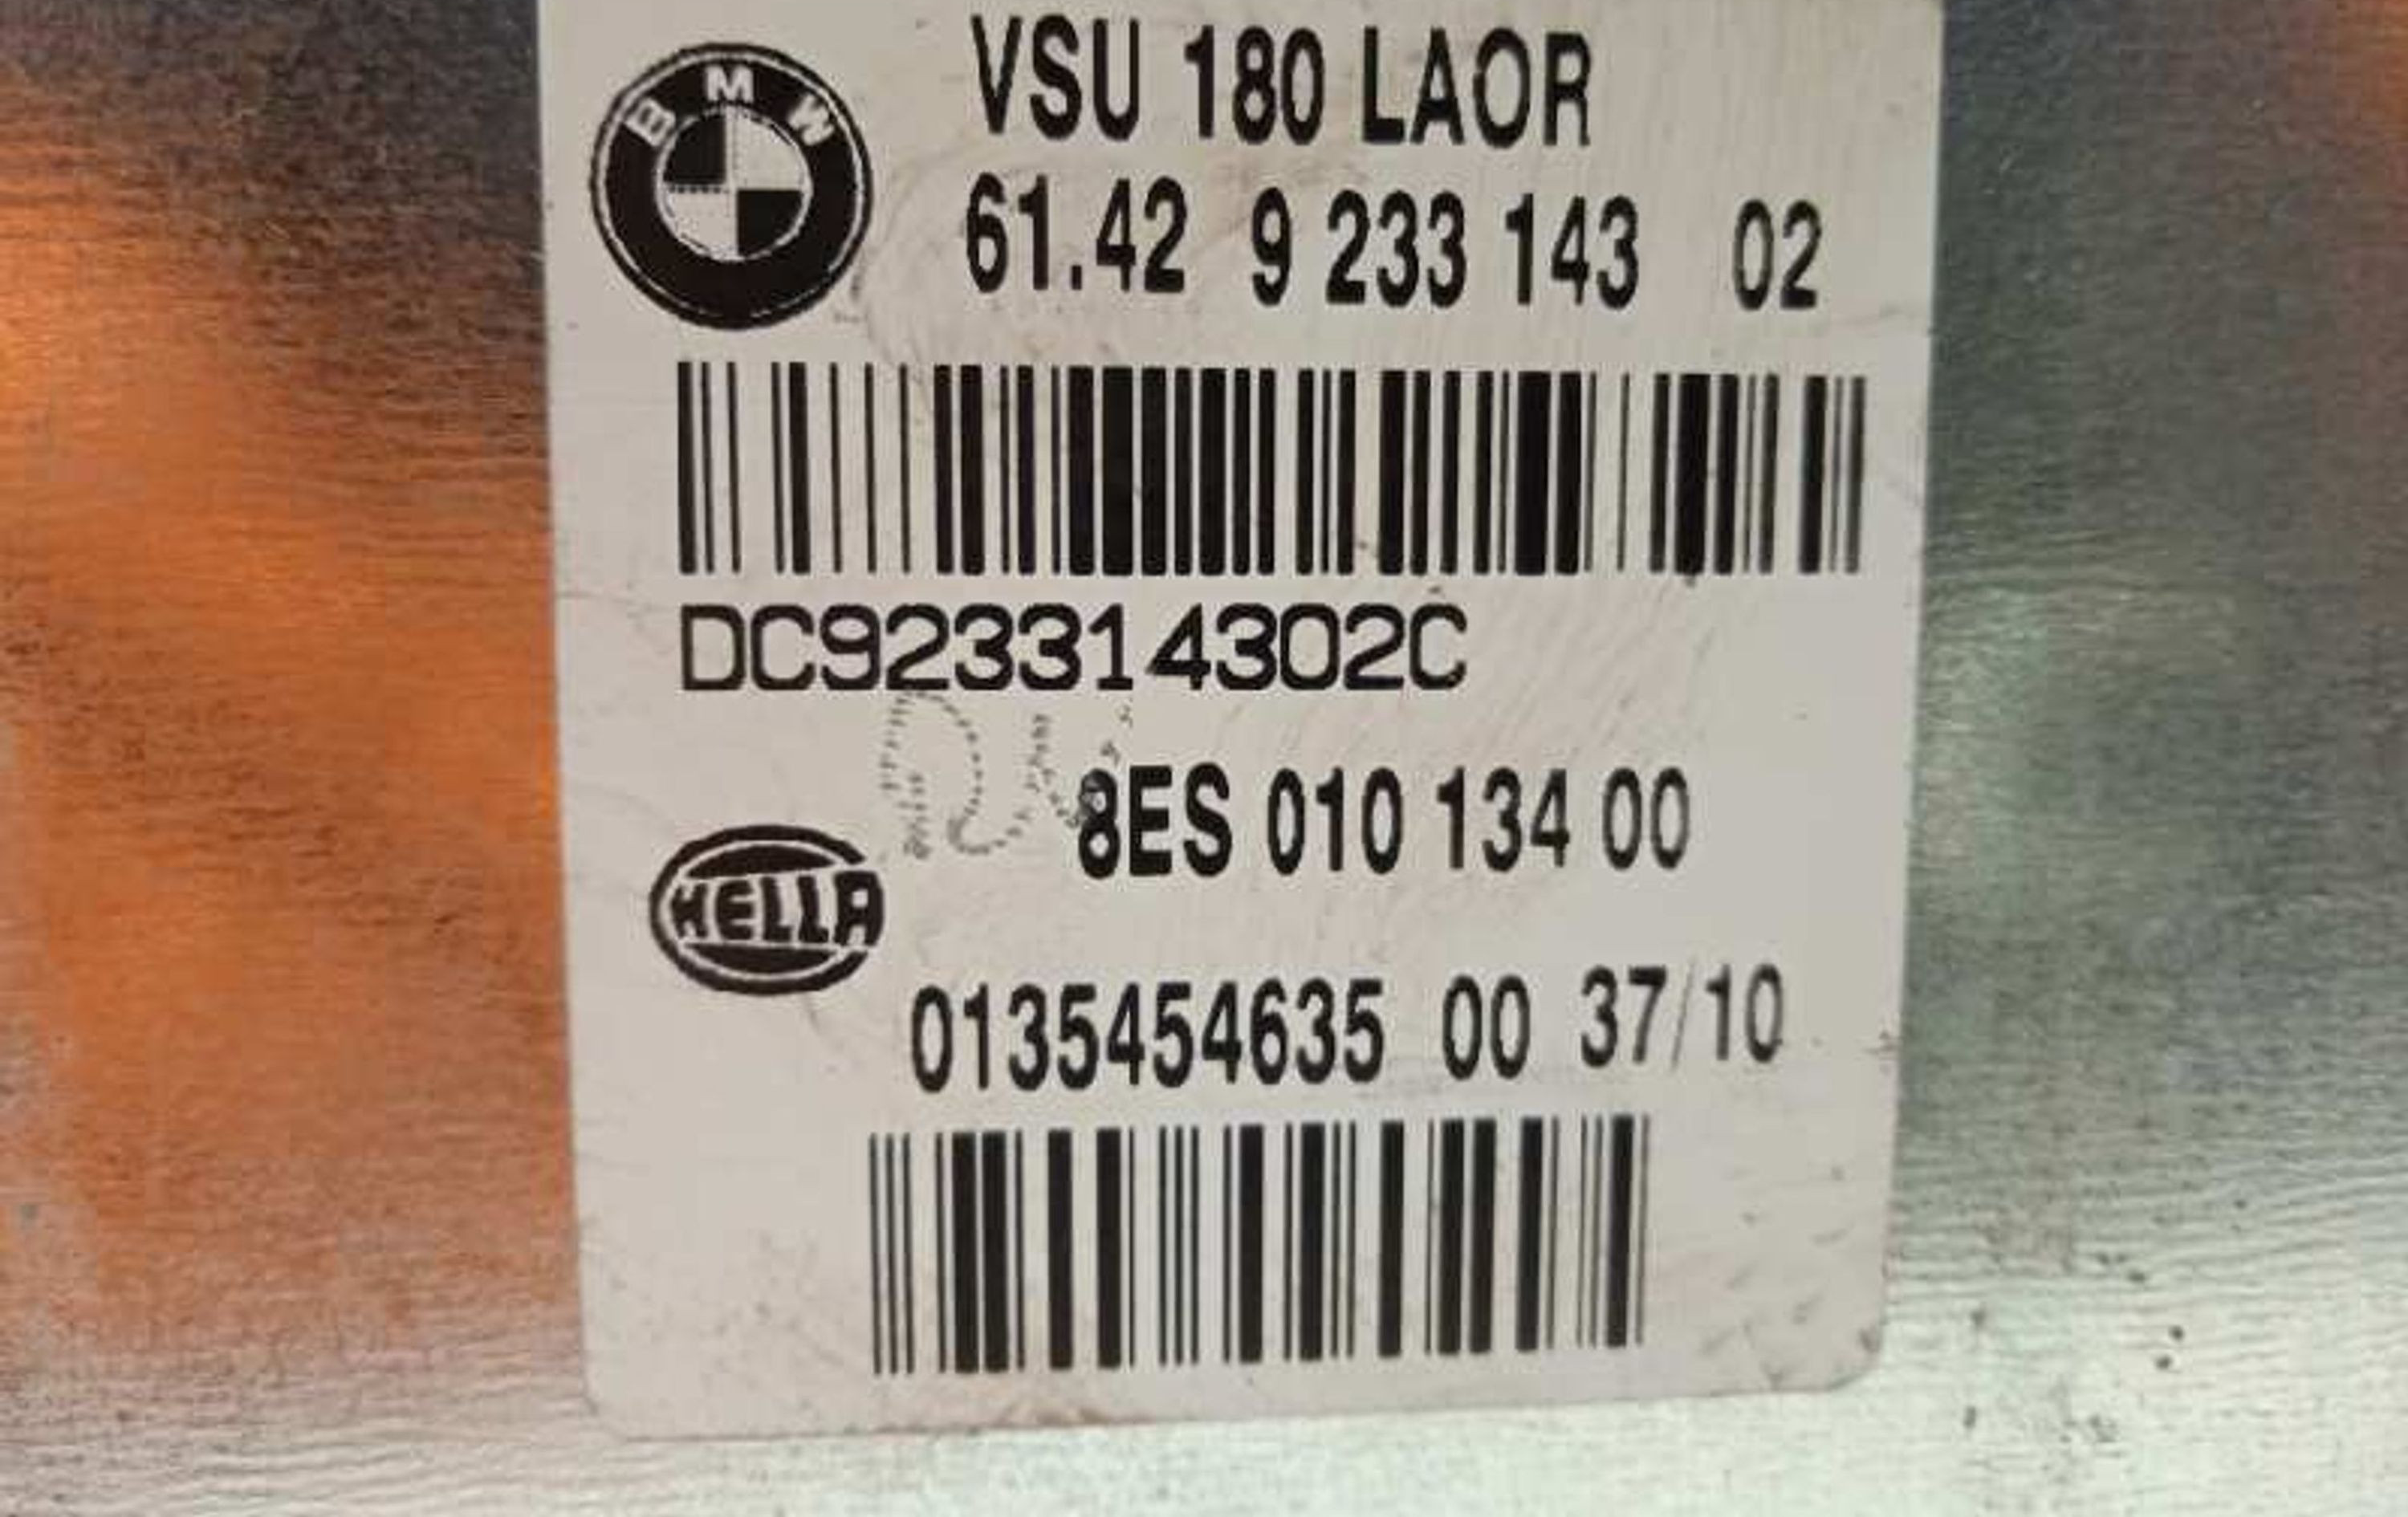 BMW
VSU 180 LAOR
61.42 9 233 143 02
DC923314302C
8ES 010 134 00
HELLA
0135454635 00 37/10